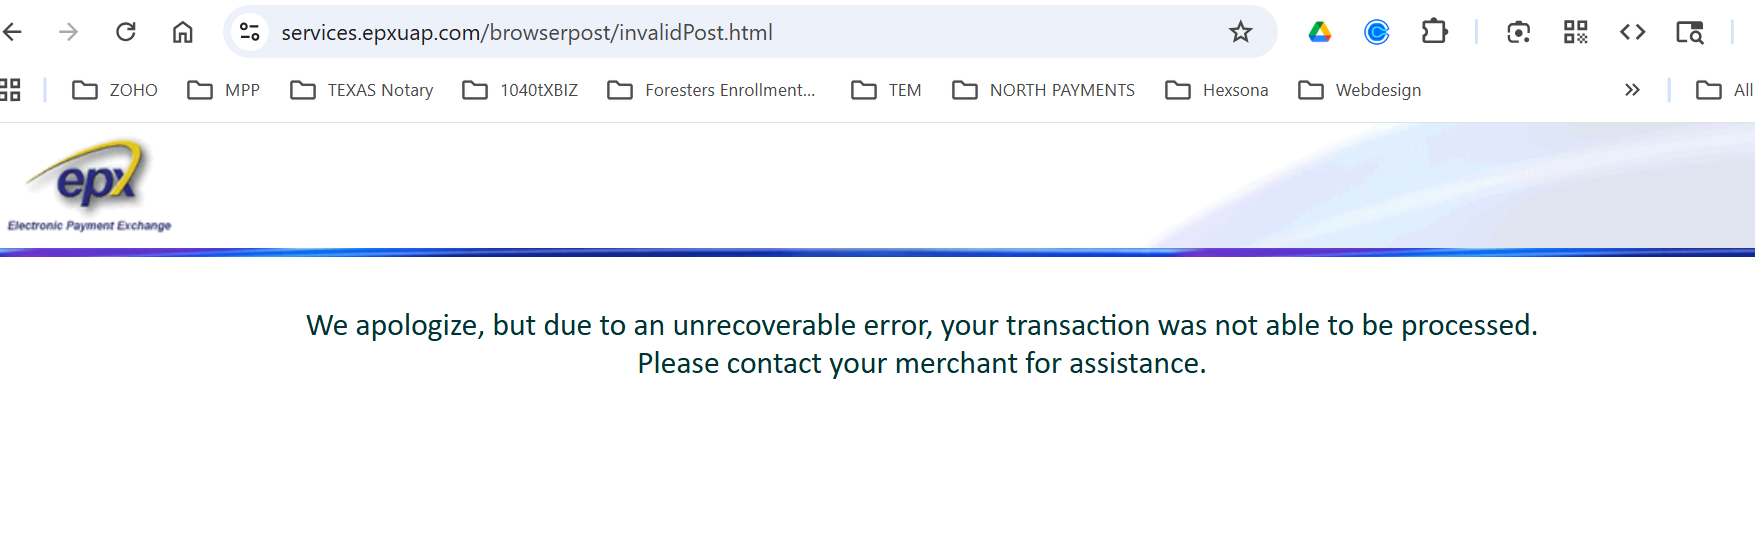 services.epxuap.com/browserpost/invalidPost.html
ZOHO MPP TEXAS Notary 1040tXBIZ Foresters Enrollment... TEM NORTH PAYMENTS Hexsona Webdesign » All
epx
Electronic Payment Exchange
We apologize, but due to an unrecoverable error, your transaction was not able to be processed.
Please contact your merchant for assistance.